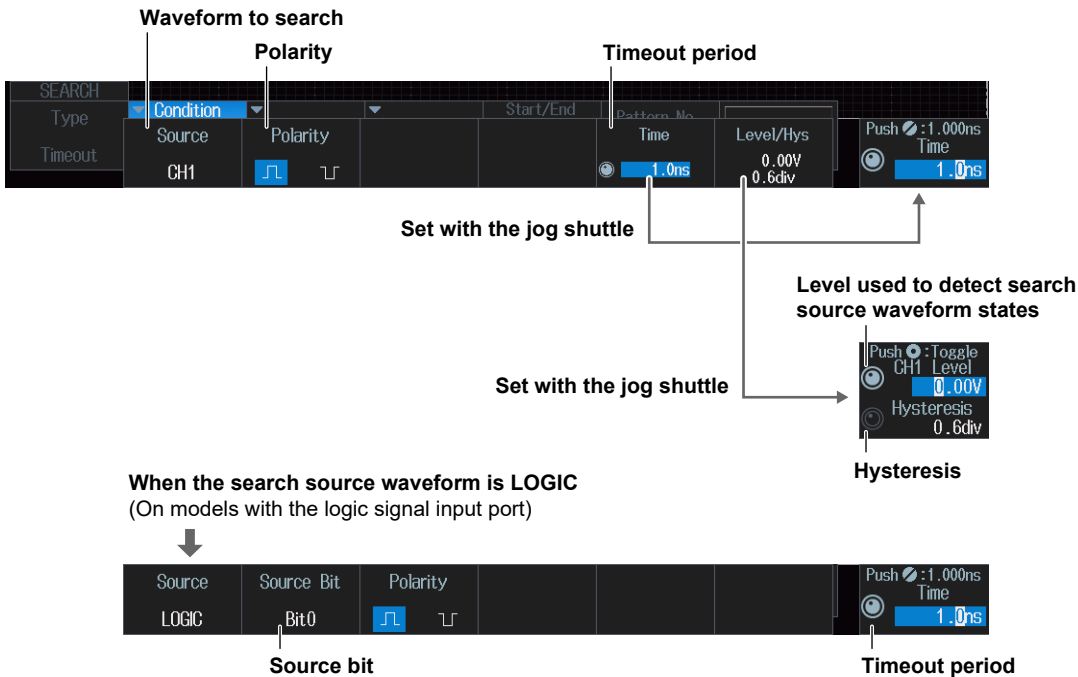 Waveform to search
Polarity
Timeout period
SEARCH
Type
Timeout
Condition
Start/End
Pattern No
Source
CH1
Polarity
Time
1.0ns
Level/Hys
0.00V
0.6div
Push :1.000ns
Time
1.0ns
Set with the jog shuttle
Level used to detect search
source waveform states
Push :Toggle
CH1 Level
0.00V
Hysteresis
0.6div
Set with the jog shuttle
Hysteresis
When the search source waveform is LOGIC
(On models with the logic signal input port)
Source
LOGIC
Source Bit
Bit0
Polarity
Push :1.000ns
Time
1.0ns
Source bit
Timeout period